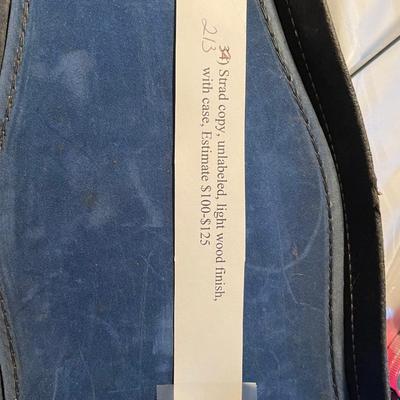 213
34) Strad copy, unlabeled, light wood finish,
with case, Estimate $100-$125